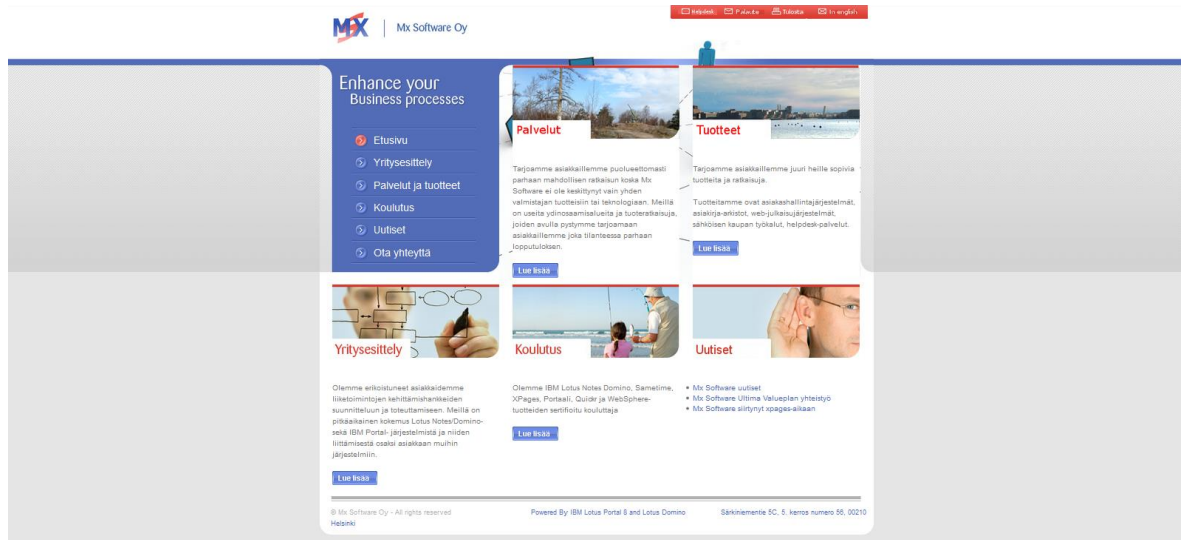 MX
Mx Software Oy
Helpdesk
Palaute
Tulosta
In english
Enhance your
Business processes
Etusivu
Yritysesittely
Palvelut ja tuotteet
Koulutus
Uutiset
Ota yhteyttä
Palvelut
Tarjoamme asiakkaillemme puolueettomasti
parhaan mahdollisen ratkaisun koska Mx
Software ei ole keskittynyt vain yhden
valmistajan tuotteisiin tai teknologiaan. Meillä
on useita ydinosaamisalueita ja tuoteratkaisuja,
joiden avulla pystymme tarjoamaan
asiakkaillemme joka tilanteessa parhaan
lopputuloksen.
Lue lisää
Tuotteet
Tarjoamme asiakkaillemme juuri heille sopivia
tuotteita ja ratkaisuja.
Tuotteitamme ovat asiakashallintajärjestelmät,
asiakirja-arkistot, web-julkaisujärjestelmät,
sähköisen kaupan työkalut, helpdesk-palvelut.
Lue lisää
Yritysesittely
Olemme erikoistuneet asiakkaidemme
liiketoimintojen kehittämishankkeiden
suunnitteluun ja toteuttamiseen. Meillä on
pitkäaikainen kokemus Lotus Notes/Domino-
sekä IBM Portal- järjestelmistä ja niiden
liittämisestä osaksi asiakkaan muihin
järjestelmiin.
Lue lisää
Koulutus
Olemme IBM Lotus Notes Domino, Sametime,
XPages, Portaali, Quickr ja WebSphere-
tuotteiden sertifioitu kouluttaja
Lue lisää
Uutiset
Mx Software uutiset
Mx Software Ultima Valueplan yhteistyö
Mx Software siirtynyt xpages-aikaan
© Mx Software Oy - All rights reserved
Powered By IBM Lotus Portal 8 and Lotus Domino
Särkiniementie 5C, 5. kerros numero 56, 00210
Helsinki